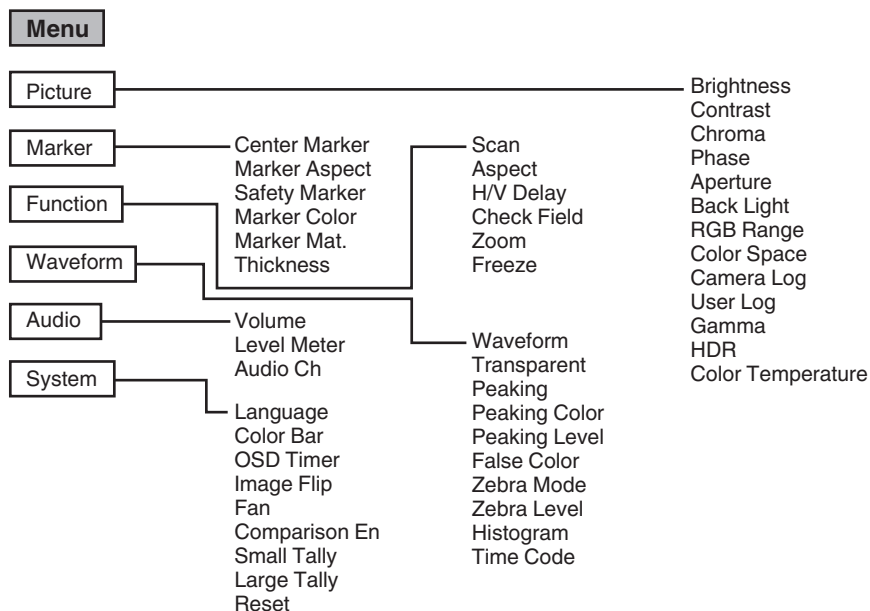 Menu
Picture
Brightness
Contrast
Chroma
Phase
Aperture
Back Light
RGB Range
Color Space
Camera Log
User Log
Gamma
HDR
Color Temperature
Marker
Center Marker
Marker Aspect
Safety Marker
Marker Color
Marker Mat.
Thickness
Function
Scan
Aspect
H/V Delay
Check Field
Zoom
Freeze
Waveform
Waveform
Transparent
Peaking
Peaking Color
Peaking Level
False Color
Zebra Mode
Zebra Level
Histogram
Time Code
Audio
Volume
Level Meter
Audio Ch
System
Language
Color Bar
OSD Timer
Image Flip
Fan
Comparison En
Small Tally
Large Tally
Reset